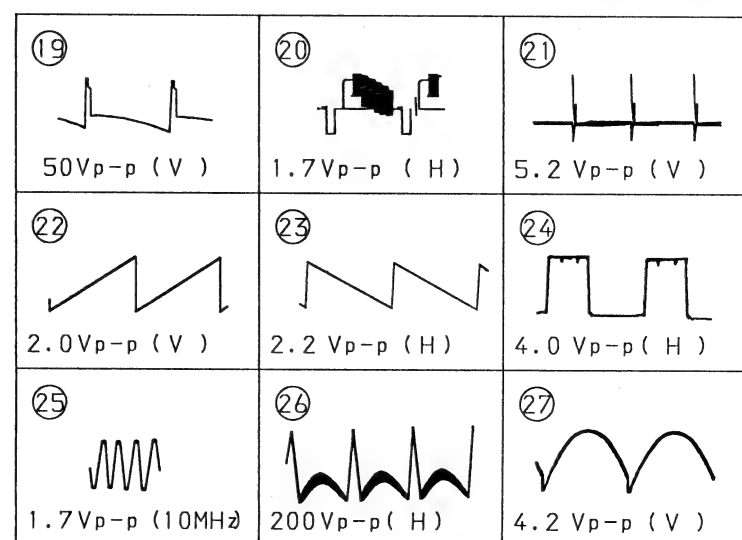 19 20 21
50Vp-p (V) 1.7Vp-p (H) 5.2 Vp-p (V)
22 23 24
2.0Vp-p (V) 2.2 Vp-p (H) 4.0 Vp-p (H)
25 26 27
1.7Vp-p (10MHz) 200Vp-p (H) 4.2 Vp-p (V)